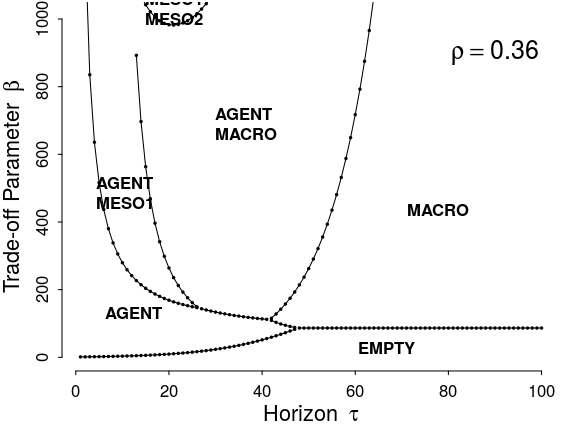 MESO1
MESO2
ρ = 0.36
AGENT
MACRO
AGENT
MESO1
MACRO
AGENT
EMPTY
Trade-off Parameter β
0
200
400
600
800
1000
0
20
40
60
80
100
Horizon τ